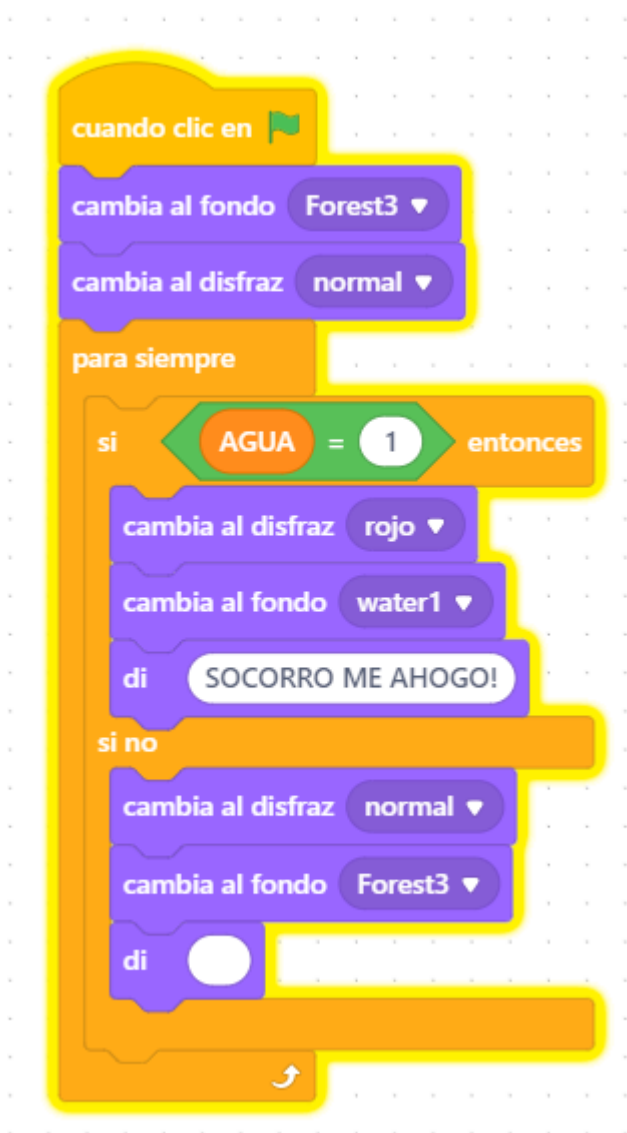 cuando clic en
cambia al fondo Forest3
cambia al disfraz normal
para siempre
si AGUA = 1 entonces
cambia al disfraz rojo
cambia al fondo water1
di SOCORRO ME AHOGO!
si no
cambia al disfraz normal
cambia al fondo Forest3
di